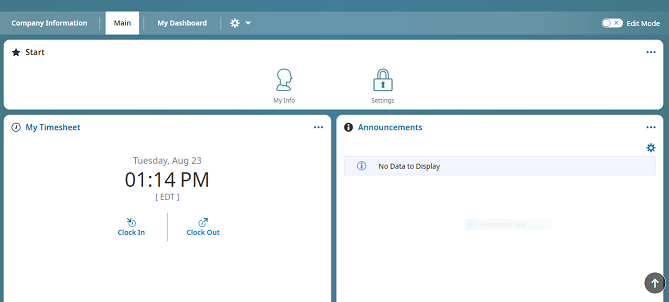 Company Information
Main
My Dashboard
Edit Mode
Start
My Info
Settings
My Timesheet
Tuesday, Aug 23
01:14 PM
[ EDT ]
Clock In
Clock Out
Announcements
No Data to Display